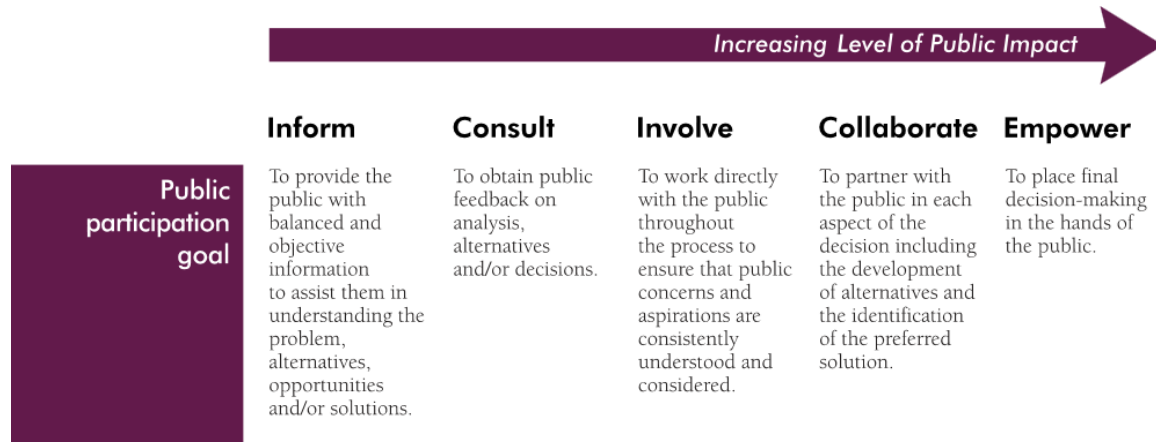 Increasing Level of Public Impact
Inform
Consult
Involve
Collaborate
Empower
Public
participation
goal
To provide the
public with
balanced and
objective
information
to assist them in
understanding the
problem,
alternatives,
opportunities
and/or solutions.
To obtain public
feedback on
analysis,
alternatives
and/or decisions.
To work directly
with the public
throughout
the process to
ensure that public
concerns and
aspirations are
consistently
understood and
considered.
To partner with
the public in each
aspect of the
decision including
the development
of alternatives and
the identification
of the preferred
solution.
To place final
decision-making
in the hands of
the public.